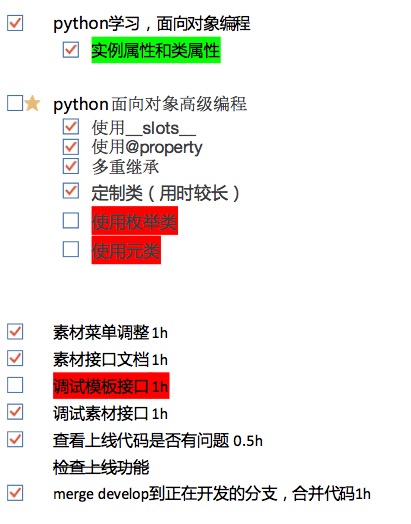 python学习，面向对象编程
实例属性和类属性
python 面向对象高级编程
使用__slots__
使用@property
多重继承
定制类（用时较长）
使用枚举类
使用元类
素材菜单调整 1h
素材接口文档 1h
调试模板接口 1h
调试素材接口 1h
查看上线代码是否有问题 0.5h
检查上线功能
merge develop到正在开发的分支，合并代码1h